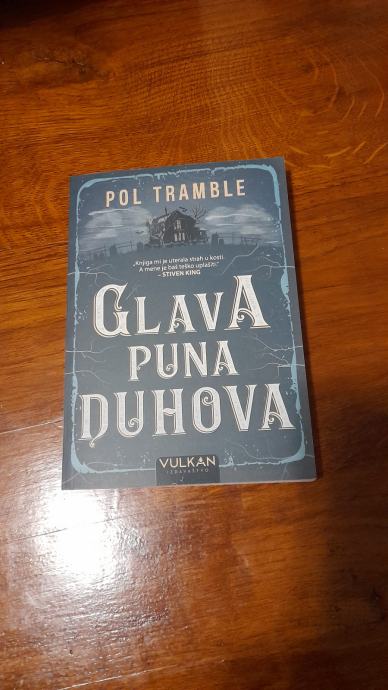 POL TRAMBLE
„Knjiga mi je uterala strah u kosti.
A mene je baš teško uplašiti.“
– STIVEN KING
GLAVA
PUNA
DUHOVA
VULKAN
IZDAVAŠTVO